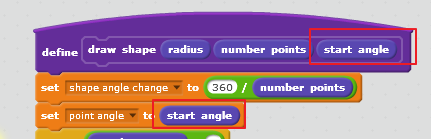 define draw shape radius number points start angle
set shape angle change to 360 / number points
set point angle to start angle